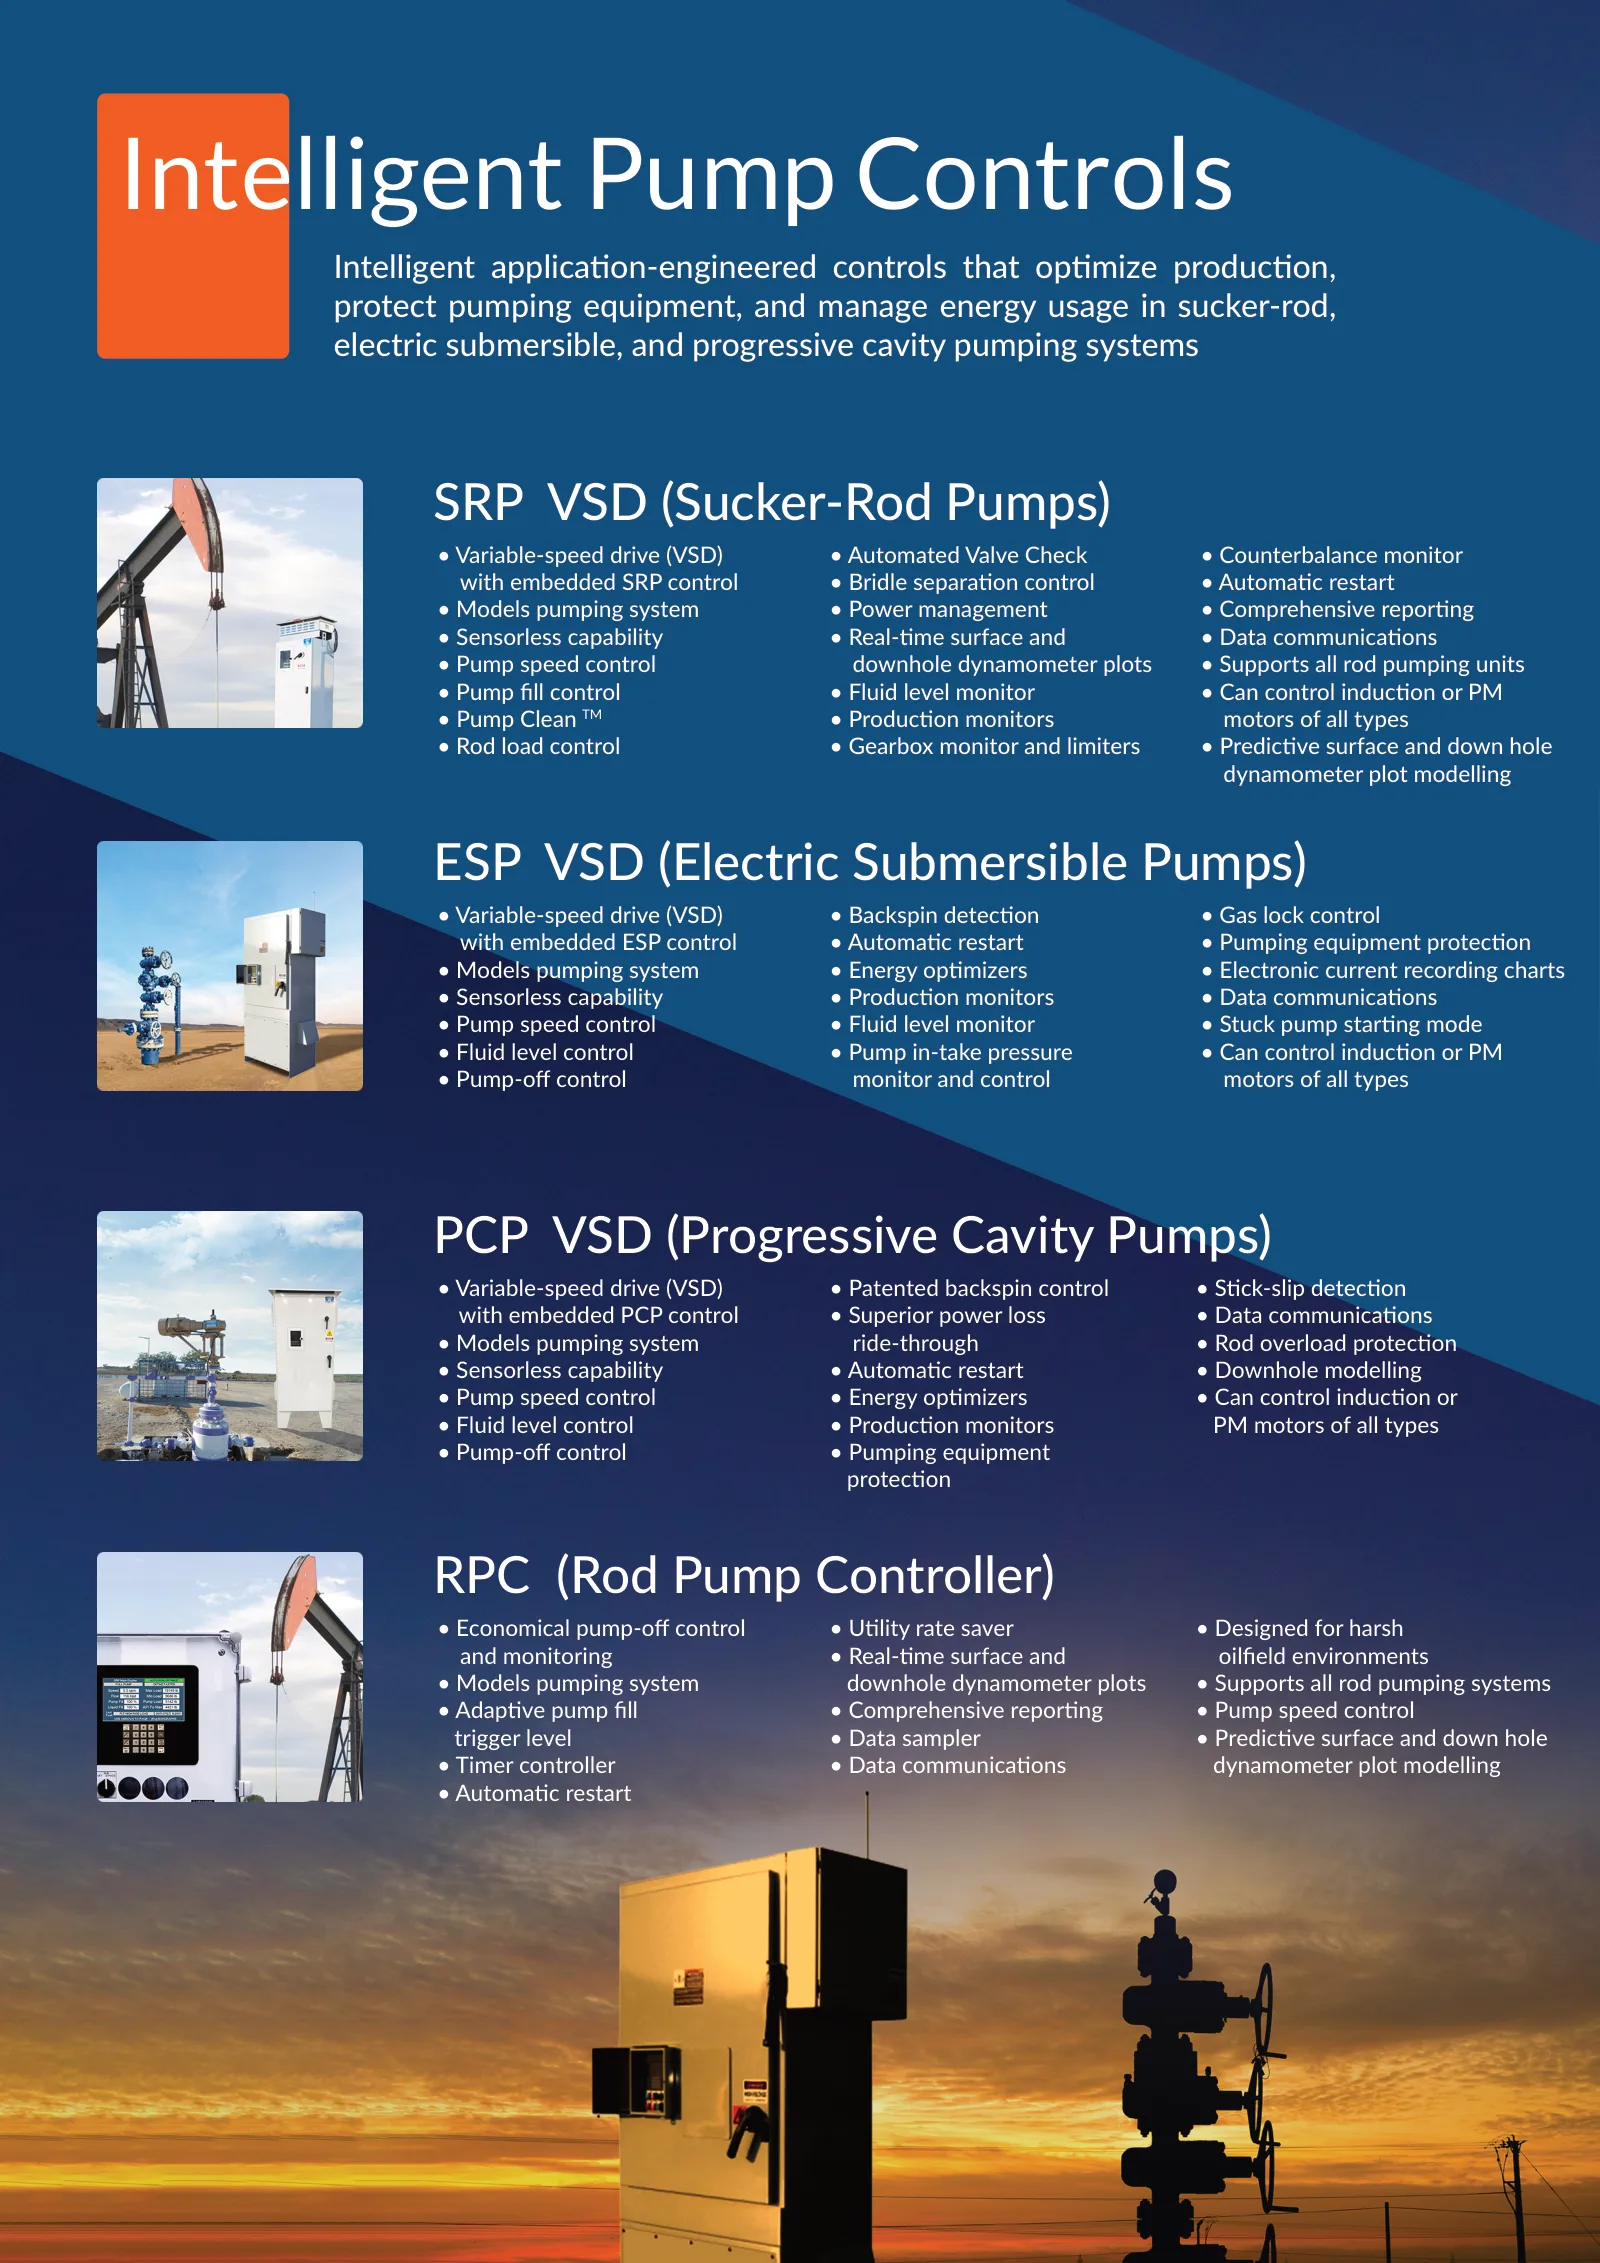 Intelligent Pump Controls
Intelligent application-engineered controls that optimize production,
protect pumping equipment, and manage energy usage in sucker-rod,
electric submersible, and progressive cavity pumping systems
SRP VSD (Sucker-Rod Pumps)
• Variable-speed drive (VSD)
with embedded SRP control
• Models pumping system
• Sensorless capability
• Pump speed control
• Pump fill control
• Pump Clean ™
• Rod load control
• Automated Valve Check
• Bridle separation control
• Power management
• Real-time surface and
downhole dynamometer plots
• Fluid level monitor
• Production monitors
• Gearbox monitor and limiters
• Counterbalance monitor
• Automatic restart
• Comprehensive reporting
• Data communications
• Supports all rod pumping units
• Can control induction or PM
motors of all types
• Predictive surface and down hole
dynamometer plot modelling
ESP VSD (Electric Submersible Pumps)
• Variable-speed drive (VSD)
with embedded ESP control
• Models pumping system
• Sensorless capability
• Pump speed control
• Fluid level control
• Pump-off control
• Backspin detection
• Automatic restart
• Energy optimizers
• Production monitors
• Fluid level monitor
• Pump in-take pressure
monitor and control
• Gas lock control
• Pumping equipment protection
• Electronic current recording charts
• Data communications
• Stuck pump starting mode
• Can control induction or PM
motors of all types
PCP VSD (Progressive Cavity Pumps)
• Variable-speed drive (VSD)
with embedded PCP control
• Models pumping system
• Sensorless capability
• Pump speed control
• Fluid level control
• Pump-off control
• Patented backspin control
• Superior power loss
ride-through
• Automatic restart
• Energy optimizers
• Production monitors
• Pumping equipment
protection
• Stick-slip detection
• Data communications
• Rod overload protection
• Downhole modelling
• Can control induction or
PM motors of all types
RPC (Rod Pump Controller)
• Economical pump-off control
and monitoring
• Models pumping system
• Adaptive pump fill
trigger level
• Timer controller
• Automatic restart
• Utility rate saver
• Real-time surface and
downhole dynamometer plots
• Comprehensive reporting
• Data sampler
• Data communications
• Designed for harsh
oilfield environments
• Supports all rod pumping systems
• Pump speed control
• Predictive surface and down hole
dynamometer plot modelling